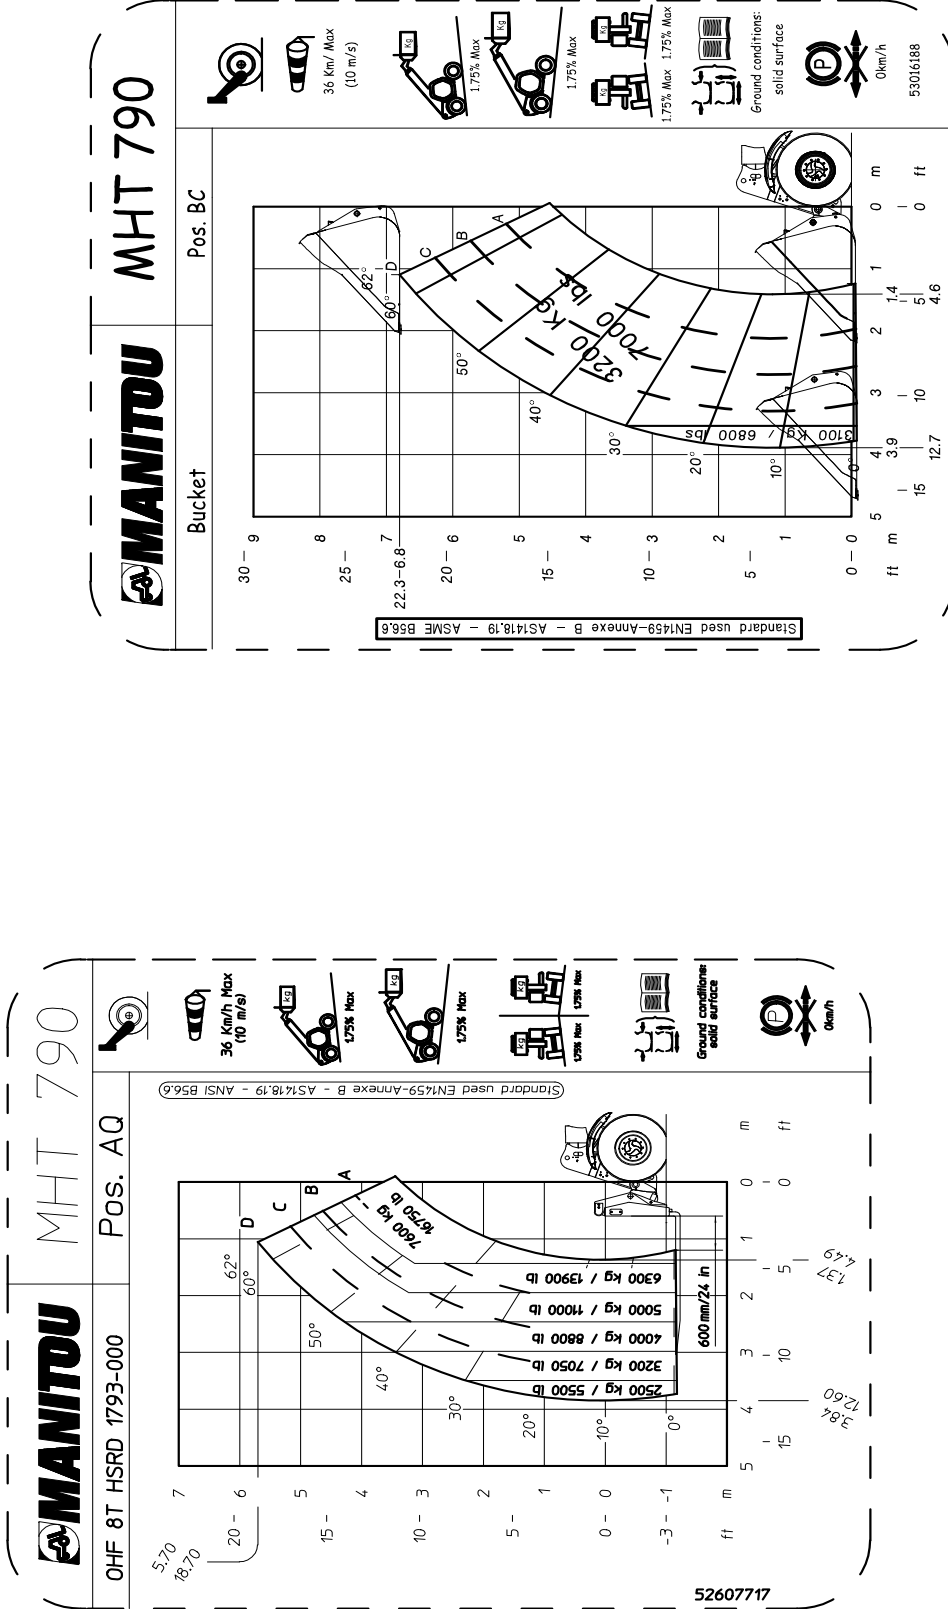 MANITOU
MHT 790
Bucket
Pos. BC
36 Km/ Max
(10 m/s)
Kg
1.75% Max
Kg
1.75% Max
Kg
Kg
1.75% Max
1.75% Max
Ground conditions:
solid surface
P
0km/h
53016188
30
25
20
15
10
5
0
ft
9
8
7
6
5
4
3
2
1
0
m
22.3-6.8
A
B
C
D
62°
60°
50°
40°
30°
20°
10°
0°
3200 Kg
7000 lbs
3100 Kg / 6800 lbs
5
4
3.9
3
2
1.4
1
0
m
15
12.7
10
5
4.6
0
ft
Standard used EN1459-Annexe B - AS1418.19 - ASME B56.6
MANITOU
MHT 790
OHF 8T HSRD 1793-000
Pos. AQ
36 Km/h Max
(10 m/s)
kg
1.75% Max
kg
1.75% Max
kg
kg
1.75% Max
1.75% Max
Ground conditions:
solid surface
P
0km/h
Standard used EN1459-Annexe B - AS1418.19 - ANSI B56.6
7
6
5
4
3
2
1
0
-1
m
20
15
10
5
0
-3
ft
5.70
18.70
A
B
C
D
62°
60°
50°
40°
30°
20°
10°
0°
7600 kg
16750 lb
6300 kg / 13900 lb
5000 kg / 11000 lb
4000 kg / 8800 lb
3200 kg / 7050 lb
2500 kg / 5500 lb
600 mm/24 in
5
4
3
2
1
0
m
15
10
5
0
ft
3.84
12.60
1.37
4.49
52607717